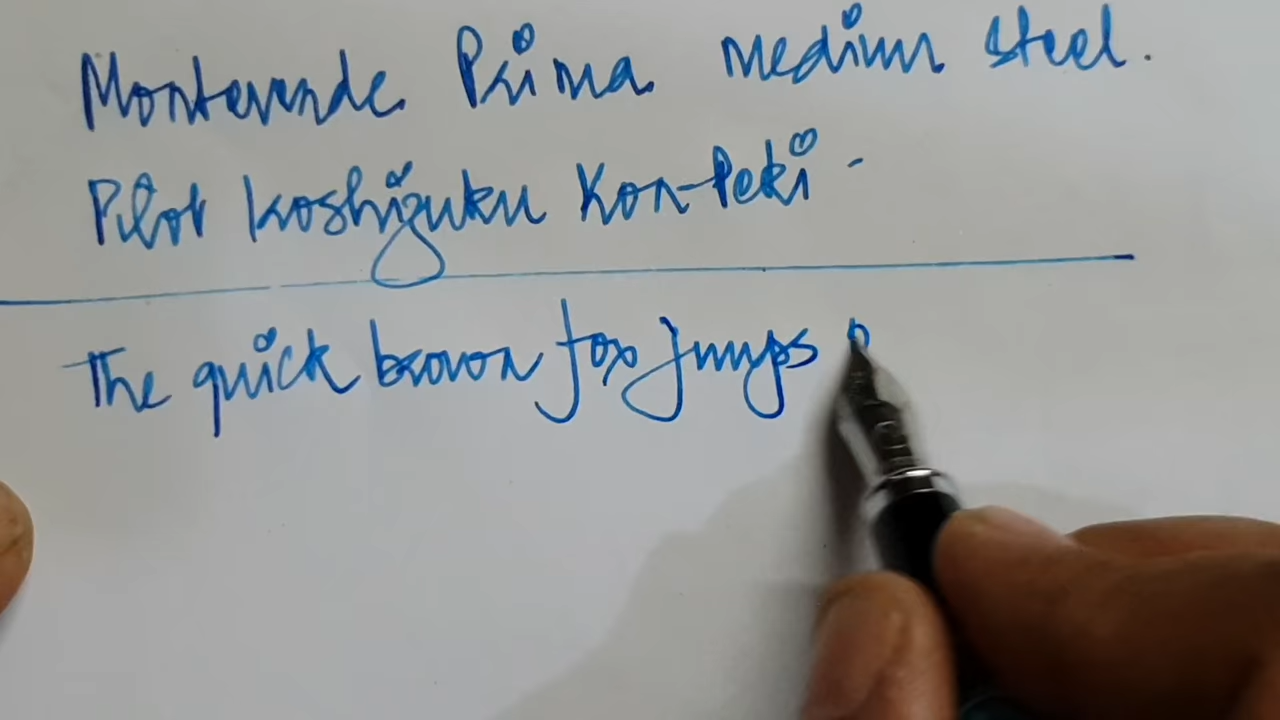 Monteverde Prima Medium Steel.
Pilot Iroshizuku Kon-Peki -
The quick brown fox jumps o